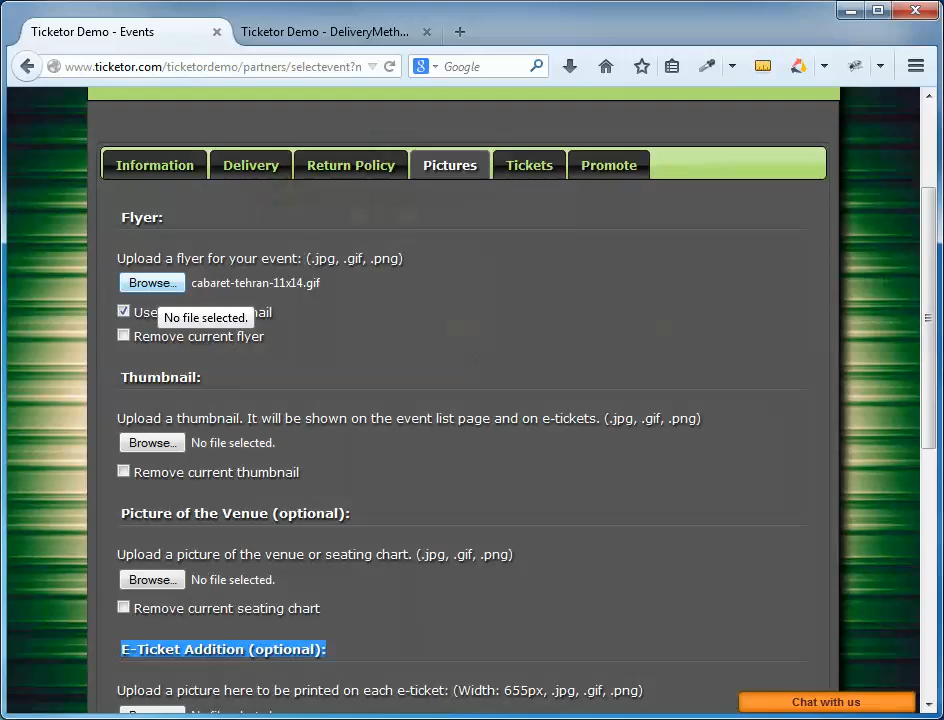 Ticketor Demo - Events
Ticketor Demo - DeliveryMeth...
www.ticketor.com/ticketordemo/partners/selectevent?n
Google
Information
Delivery
Return Policy
Pictures
Tickets
Promote
Flyer:
Upload a flyer for your event: (.jpg, .gif, .png)
Browse... cabaret-tehran-11x14.gif
Use
No file selected.
Remove current flyer
Thumbnail:
Upload a thumbnail. It will be shown on the event list page and on e-tickets. (.jpg, .gif, .png)
Browse... No file selected.
Remove current thumbnail
Picture of the Venue (optional):
Upload a picture of the venue or seating chart. (.jpg, .gif, .png)
Browse... No file selected.
Remove current seating chart
E-Ticket Addition (optional):
Upload a picture here to be printed on each e-ticket: (Width: 655px, .jpg, .gif, .png)
Chat with us